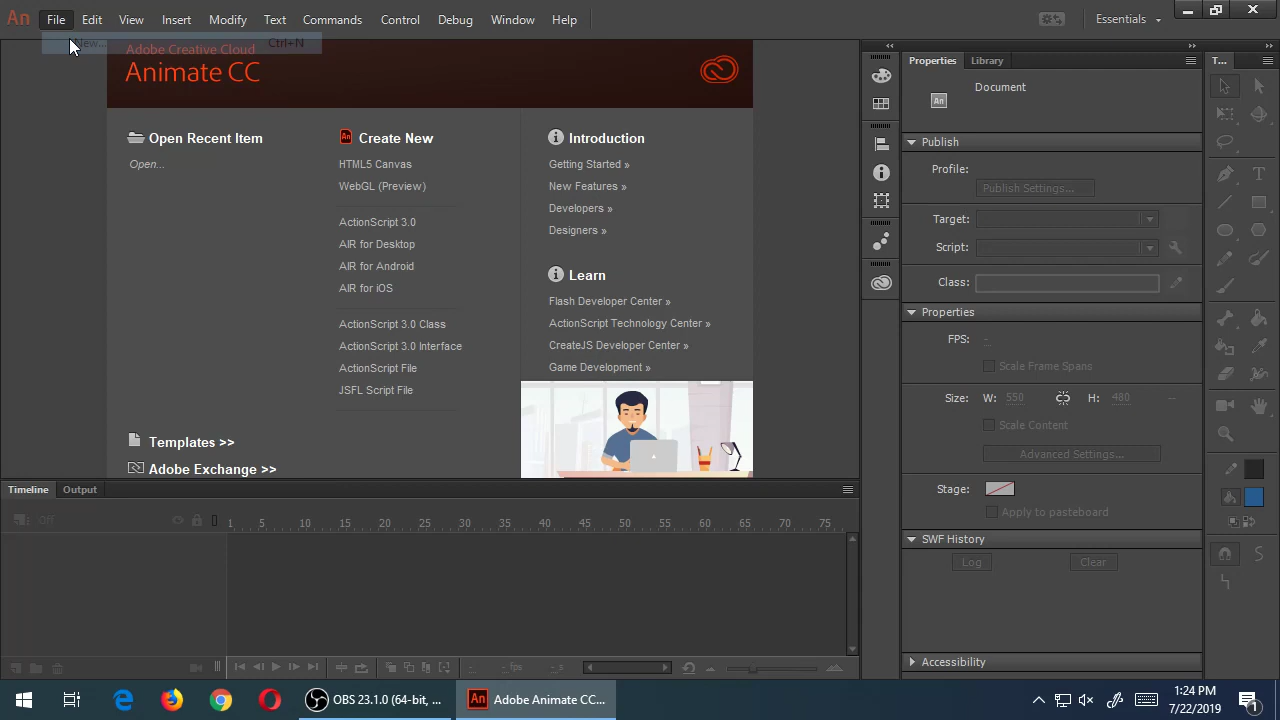 An File Edit View Insert Modify Text Commands Control Debug Window Help Essentials
New... Ctrl+N
Adobe Creative Cloud
Animate CC
Open Recent Item
Open...
Templates >>
Adobe Exchange >>
Create New
HTML5 Canvas
WebGL (Preview)
ActionScript 3.0
AIR for Desktop
AIR for Android
AIR for iOS
ActionScript 3.0 Class
ActionScript 3.0 Interface
ActionScript File
JSFL Script File
Introduction
Getting Started »
New Features »
Developers »
Designers »
Learn
Flash Developer Center »
ActionScript Technology Center »
CreateJS Developer Center »
Game Development »
Properties Library
An Document
Publish
Profile:
Publish Settings...
Target:
Script:
Class:
Properties
FPS: -
Scale Frame Spans
Size: W: 550 H: 480 --
Scale Content
Advanced Settings...
Stage:
Apply to pasteboard
SWF History
Log Clear
Accessibility
T...
Timeline Output
Off
1 5 10 15 20 25 30 35 40 45 50 55 60 65 70 75
-- -- fps --s
OBS 23.1.0 (64-bit, ...
An Adobe Animate CC...
1:24 PM
7/22/2019
1